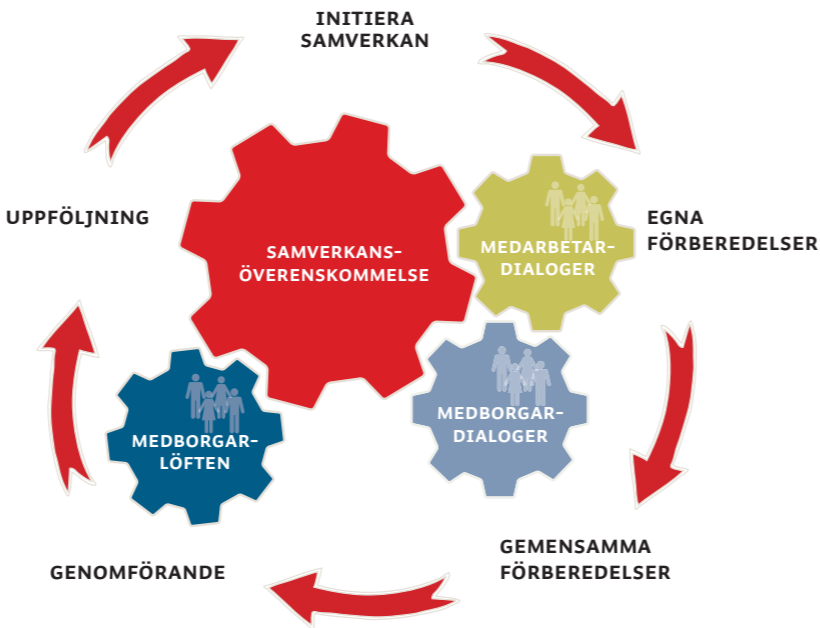 INITIERA
SAMVERKAN
UPPFÖLJNING
EGNA
FÖRBEREDELSER
SAMVERKANS-
ÖVERENSKOMMELSE
MEDARBETAR-
DIALOGER
MEDBORGAR-
DIALOGER
MEDBORGAR-
LÖFTEN
GEMENSAMMA
FÖRBEREDELSER
GENOMFÖRANDE